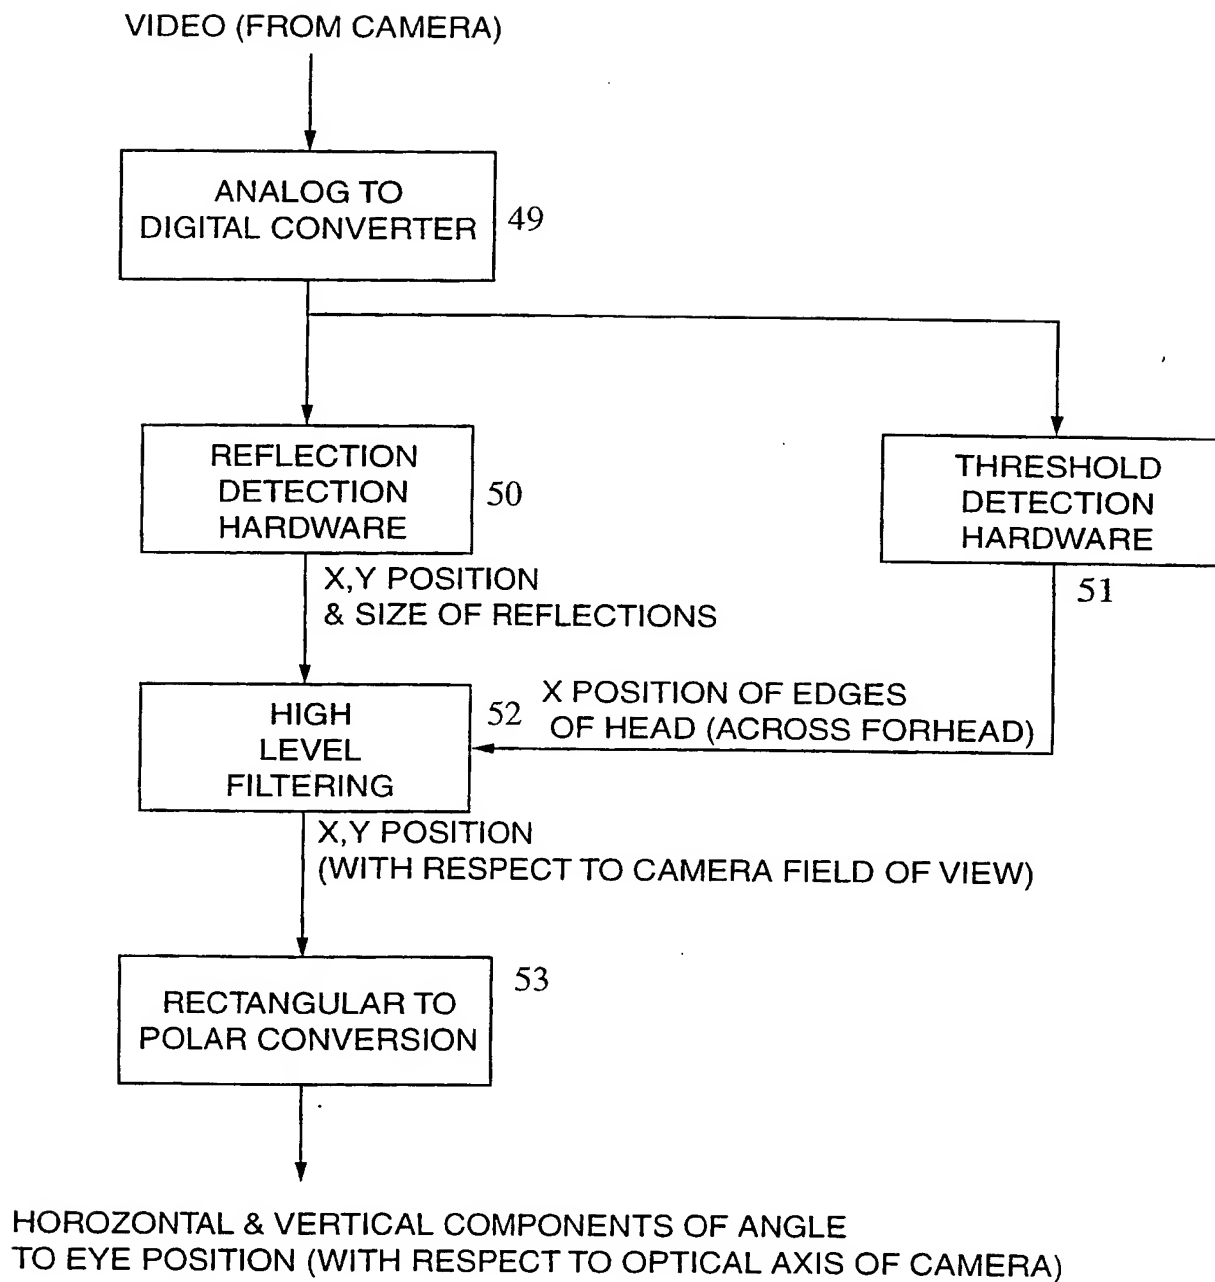 VIDEO (FROM CAMERA)
ANALOG TO
DIGITAL CONVERTER
49
REFLECTION
DETECTION
HARDWARE
50
THRESHOLD
DETECTION
HARDWARE
51
X,Y POSITION
& SIZE OF REFLECTIONS
X POSITION OF EDGES
OF HEAD (ACROSS FORHEAD)
HIGH
LEVEL
FILTERING
52
X,Y POSITION
(WITH RESPECT TO CAMERA FIELD OF VIEW)
RECTANGULAR TO
POLAR CONVERSION
53
HOROZONTAL & VERTICAL COMPONENTS OF ANGLE
TO EYE POSITION (WITH RESPECT TO OPTICAL AXIS OF CAMERA)